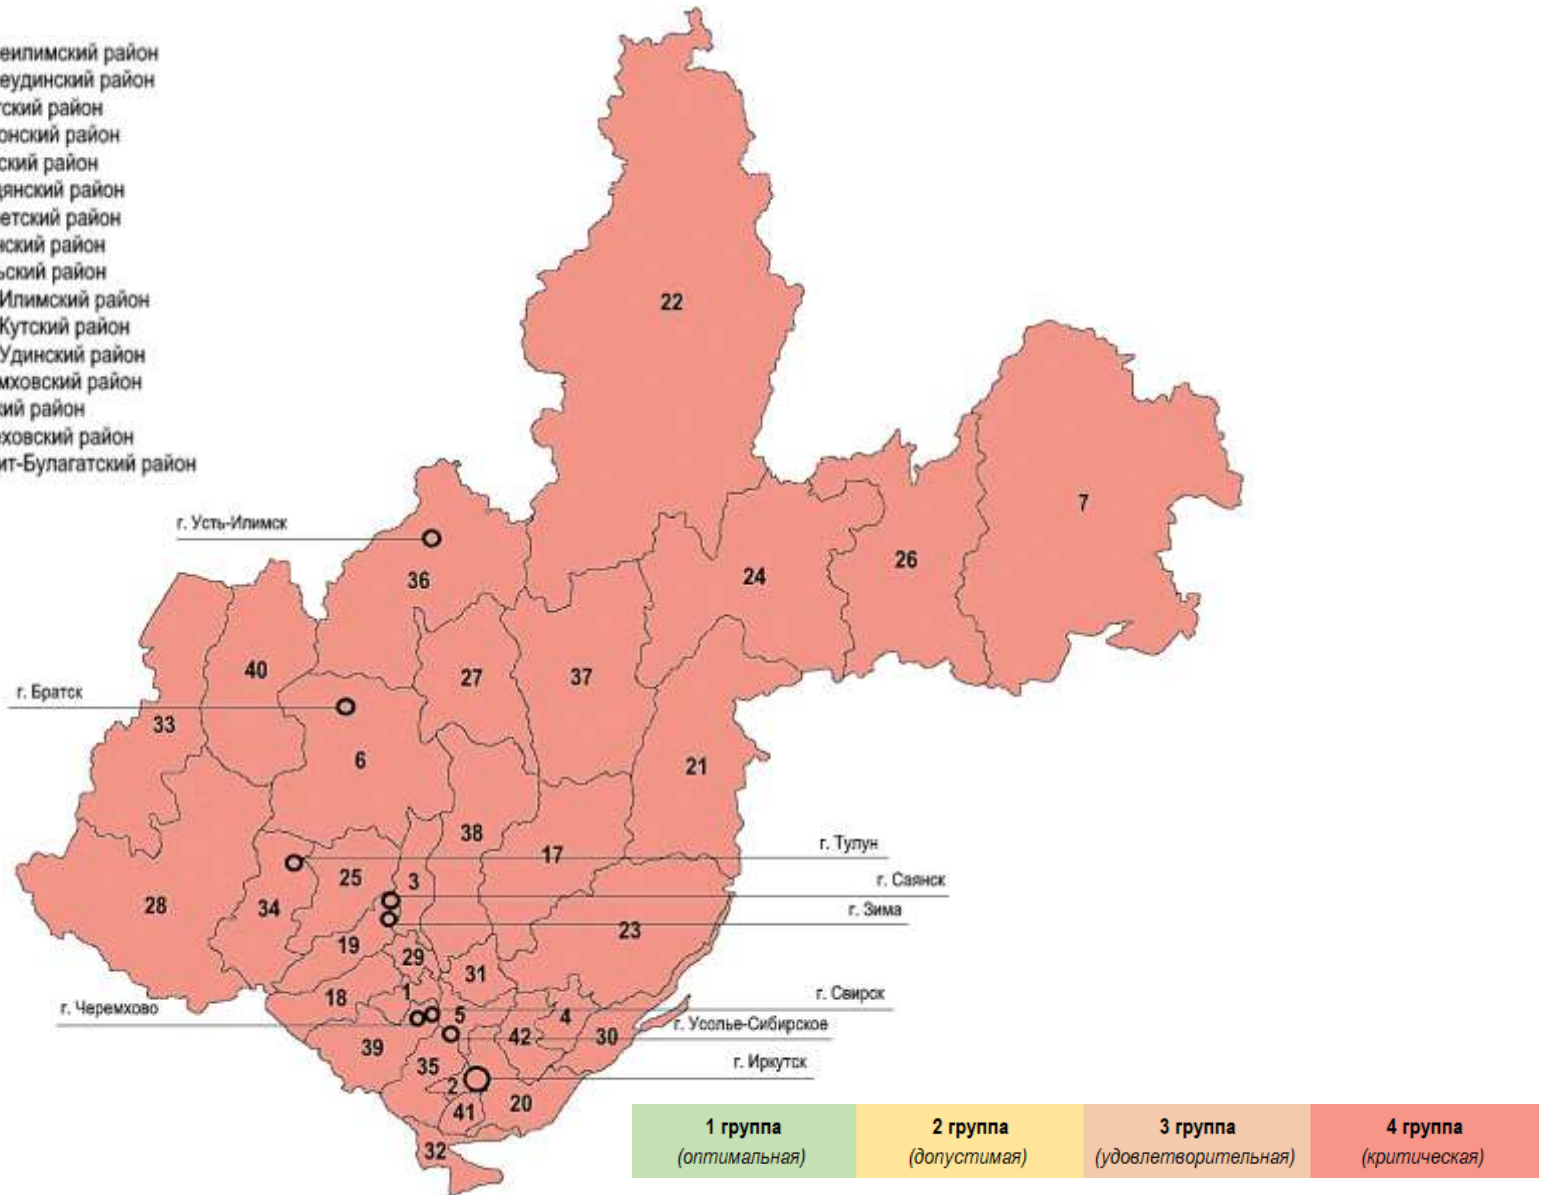 еилимский район
еудинский район
тский район
онский район
ский район
дянский район
етский район
нский район
ьский район
Илимский район
Кутский район
Удинский район
мховский район
кий район
еховский район
ит-Булагатский район
22
7
г. Усть-Илимск
36
24
26
40
27
37
г. Братск
33
6
21
38
17
г. Тулун
25
3
г. Саянск
28
34
г. Зима
19
29
23
31
18
1
г. Свирск
г. Черемхово
5
4
г. Усолье-Сибирское
42
30
39
35
г. Иркутск
2
41
20
32
1 группа
(оптимальная)
2 группа
(допустимая)
3 группа
(удовлетворительная)
4 группа
(критическая)